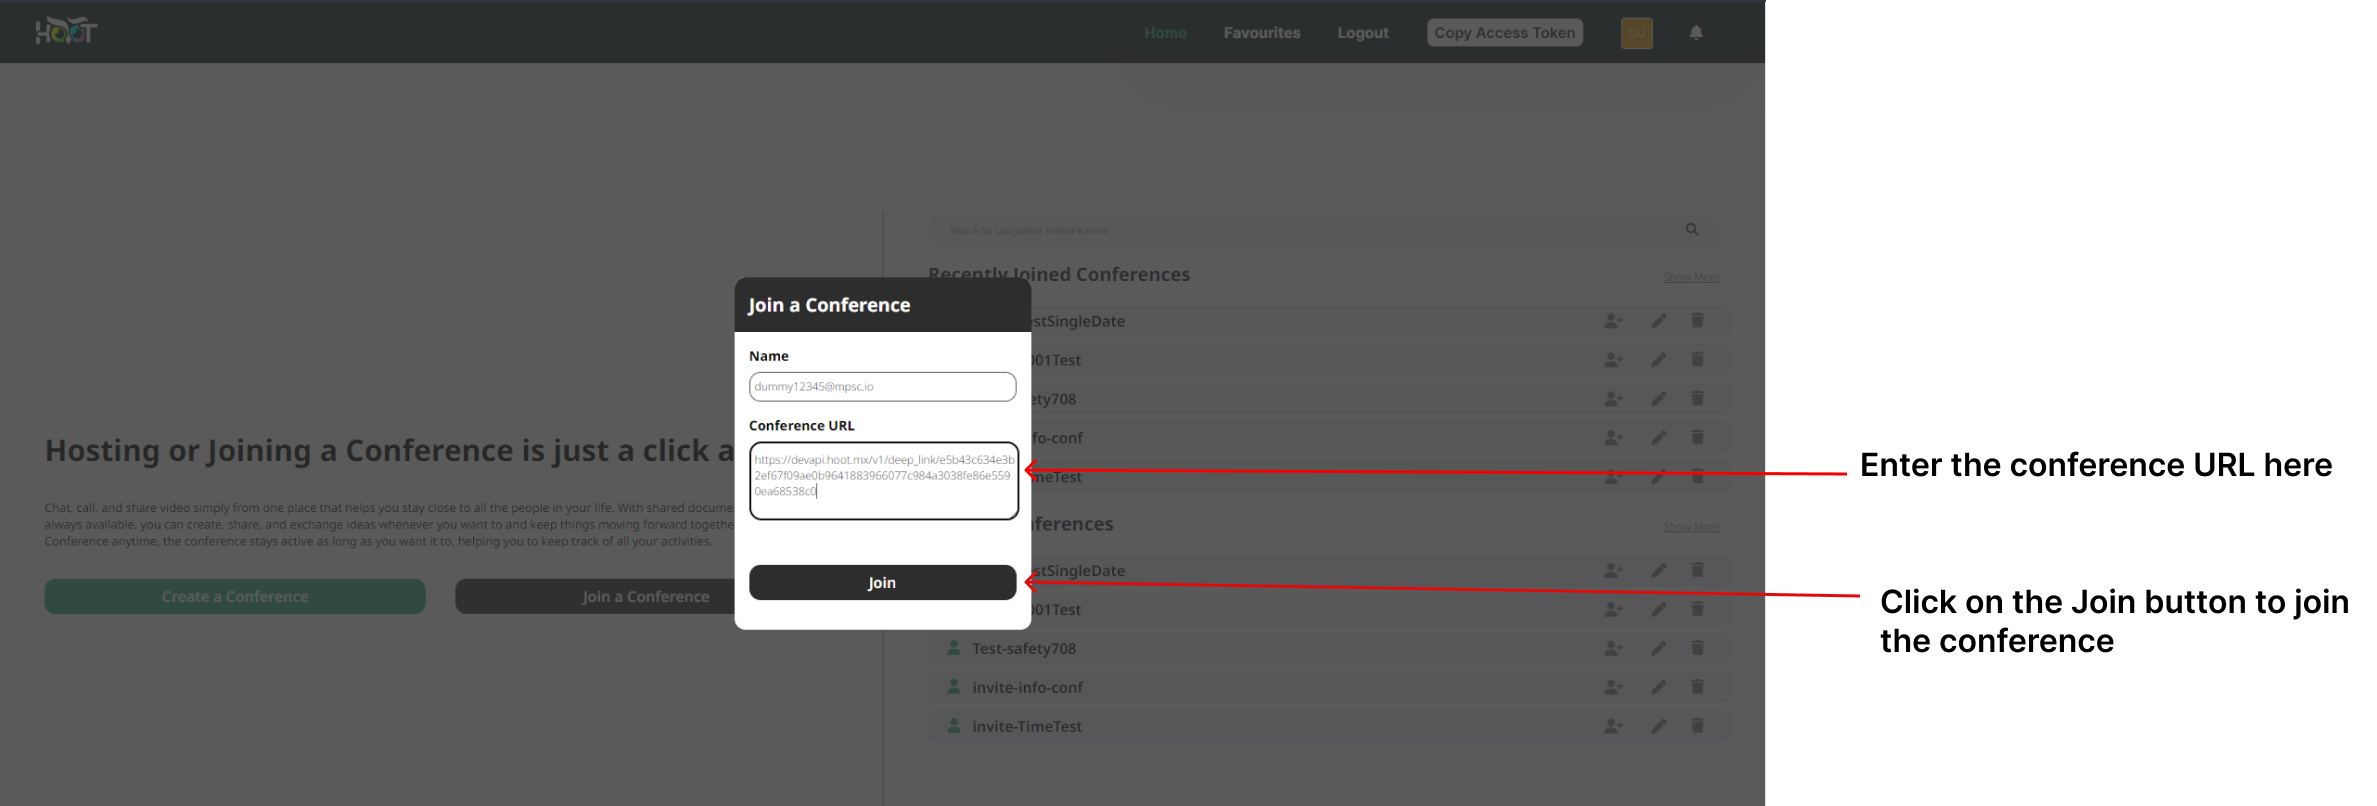 HOOT
Home Favourites Logout Copy Access Token DU
Search for Last Joined, Invited & more
Recently Joined Conferences Show More
stSingleDate
001Test
ety708
fo-conf
meTest
ferences Show More
stSingleDate
001Test
Test-safety708
invite-info-conf
invite-TimeTest
Hosting or Joining a Conference is just a click a
Chat, call, and share video simply from one place that helps you stay close to all the people in your life. With shared docume
always available, you can create, share, and exchange ideas whenever you want to and keep things moving forward togethe
Conference anytime, the conference stays active as long as you want it to, helping you to keep track of all your activities.
Create a Conference Join a Conference
Join a Conference
Name
dummy12345@mpsc.io
Conference URL
https://devapi.hoot.mx/v1/deep_link/e5b43c634e3b
2ef67f09ae0b9641883966077c984a3038fe86e559
0ea68538c0
Join
Enter the conference URL here
Click on the Join button to join
the conference